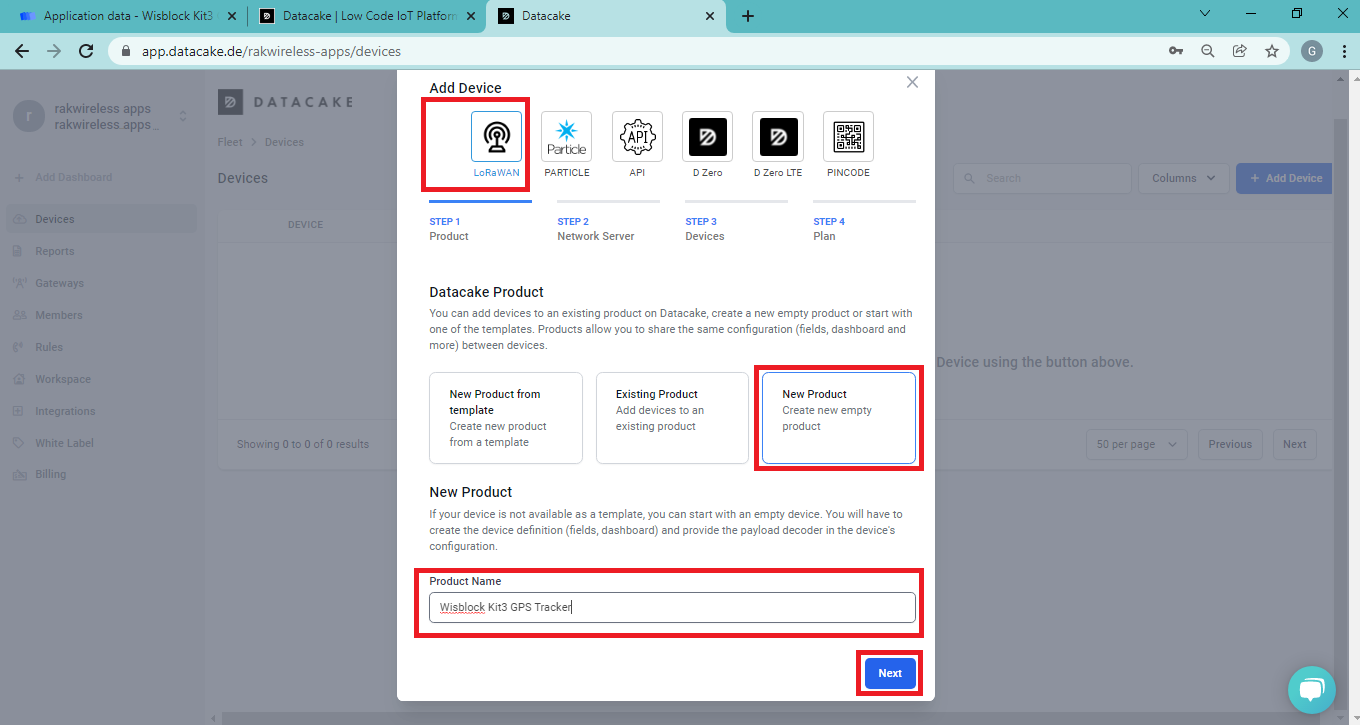 Application data - Wisblock Kit3
Datacake | Low Code IoT Platform
Datacake
app.datacake.de/rakwireless-apps/devices
G
r
rakwireless apps
rakwireless.apps_
DATACAKE
Fleet > Devices
Add Dashboard
Devices
Reports
Gateways
Members
Rules
Workspace
Integrations
White Label
Billing
Devices
Search
Columns
+ Add Device
DEVICE
Device using the button above.
Showing 0 to 0 of 0 results
50 per page
Previous
Next
Add Device
LoRaWAN
Particle
PARTICLE
API
API
D Zero
D Zero LTE
PINCODE
STEP 1
Product
STEP 2
Network Server
STEP 3
Devices
STEP 4
Plan
Datacake Product
You can add devices to an existing product on Datacake, create a new empty product or start with
one of the templates. Products allow you to share the same configuration (fields, dashboard and
more) between devices.
New Product from
template
Create new product
from a template
Existing Product
Add devices to an
existing product
New Product
Create new empty
product
New Product
If your device is not available as a template, you can start with an empty device. You will have to
create the device definition (fields, dashboard) and provide the payload decoder in the device's
configuration.
Product Name
Wisblock Kit3 GPS Tracker
Next